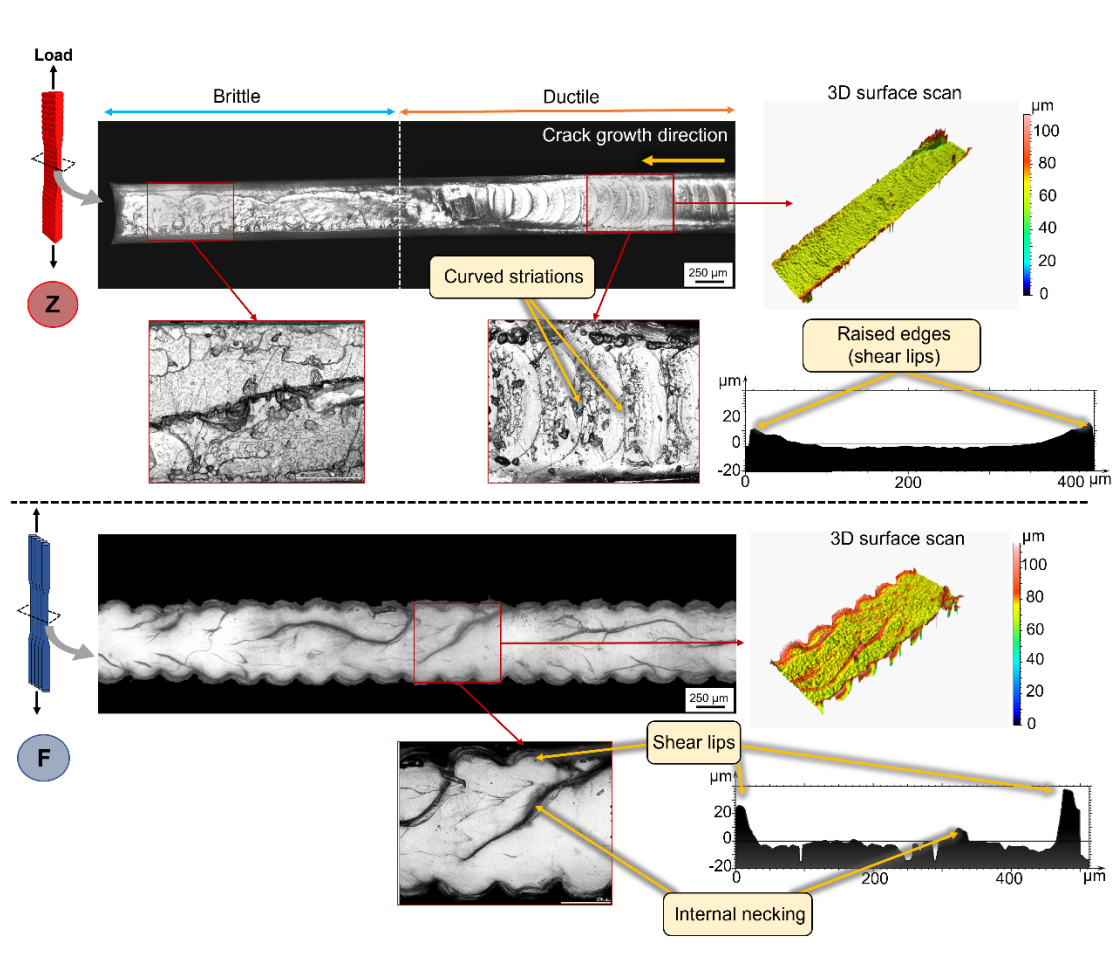 Load
Brittle
Ductile
3D surface scan
Crack growth direction
250 µm
Z
Curved striations
µm
100
80
60
40
20
0
Raised edges
(shear lips)
µm
20
0
-20
0
200
400 µm
3D surface scan
250 µm
F
µm
100
80
60
40
20
0
Shear lips
Internal necking
µm
20
0
-20
0
200
400
µm